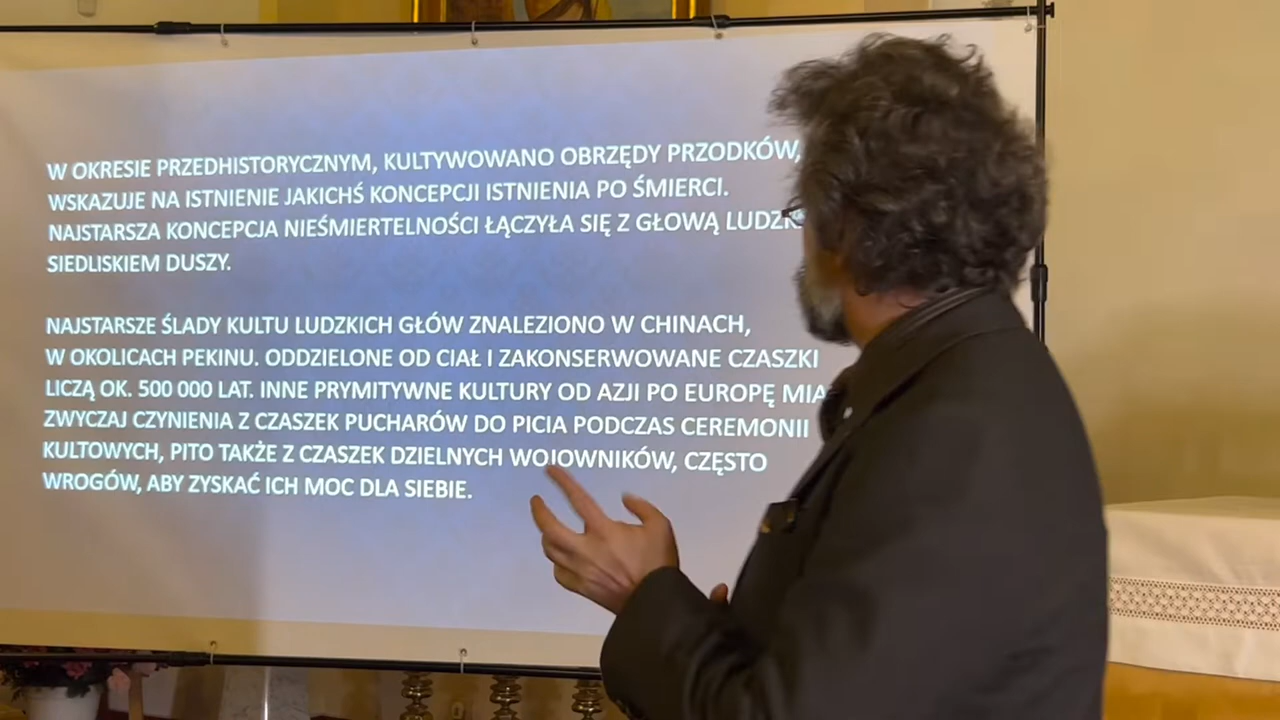 W OKRESIE PRZEDHISTORYCZNYM, KULTYWOWANO OBRZĘDY PRZODKÓW,
WSKAZUJE NA ISTNIENIE JAKICHŚ KONCEPCJI ISTNIENIA PO ŚMIERCI.
NAJSTARSZA KONCEPCJA NIEŚMIERTELNOŚCI ŁĄCZYŁA SIĘ Z GŁOWĄ
SIEDLISKIEM DUSZY.
NAJSTARSZE ŚLADY KULTU LUDZKICH GŁÓW ZNALEZIONO W CHINACH,
W OKOLICACH PEKINU. ODDZIELONE OD CIAŁ I ZAKONSERWOWANE CZASZKI
LICZĄ OK. 500 000 LAT. INNE PRYMITYWNE KULTURY OD AZJI PO EUROPĘ
ZWYCZAJ CZYNIENIA Z CZASZEK PUCHARÓW DO PICIA PODCZAS CEREMONII
KULTOWYCH, PITO TAKŻE Z CZASZEK DZIELNYCH WOJOWNIKÓW, CZĘSTO
WROGÓW, ABY ZYSKAĆ ICH MOC DLA SIEBIE.